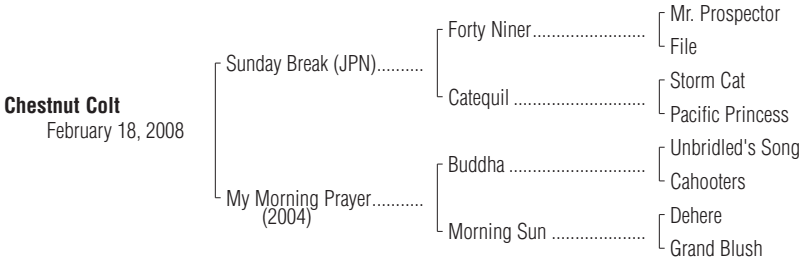 Mr. Prospector
Forty Niner.......................
File
Sunday Break (JPN)..........
Storm Cat
Catequil ...........................
Pacific Princess
Chestnut Colt
February 18, 2008
Unbridled's Song
Buddha ............................
Cahooters
My Morning Prayer...........
(2004)
Dehere
Morning Sun ...................
Grand Blush